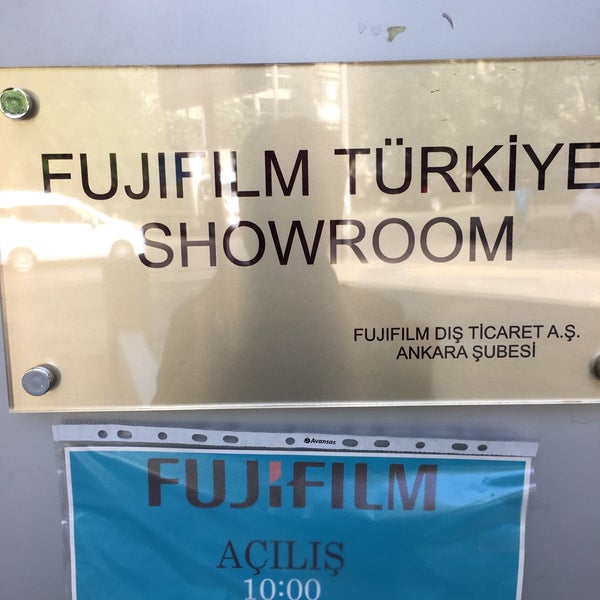 FUJIFILM TÜRKİYE
SHOWROOM
FUJIFILM DIŞ TİCARET A.Ş.
ANKARA ŞUBESİ
Avansas
FUJIFILM
AÇILIŞ
10:00